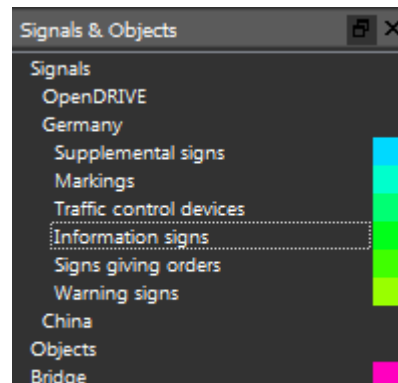 Signals & Objects
Signals
OpenDRIVE
Germany
Supplemental signs
Markings
Traffic control devices
Information signs
Signs giving orders
Warning signs
China
Objects
Bridge